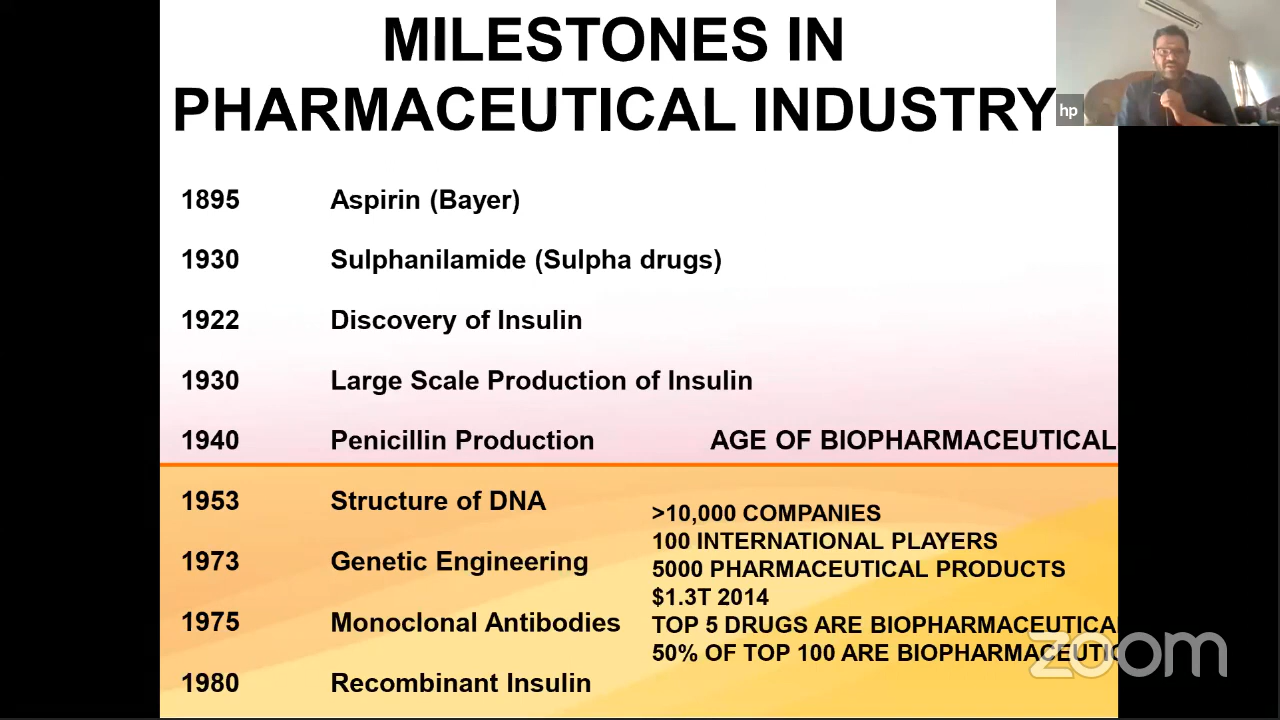 MILESTONES IN
PHARMACEUTICAL INDUSTRY
hp
1895 Aspirin (Bayer)
1930 Sulphanilamide (Sulpha drugs)
1922 Discovery of Insulin
1930 Large Scale Production of Insulin
1940 Penicillin Production AGE OF BIOPHARMACEUTICAL
1953 Structure of DNA
>10,000 COMPANIES
100 INTERNATIONAL PLAYERS
1973 Genetic Engineering
5000 PHARMACEUTICAL PRODUCTS
$1.3T 2014
1975 Monoclonal Antibodies
TOP 5 DRUGS ARE BIOPHARMACEUTICA
50% OF TOP 100 ARE BIOPHARMACEUTIC
1980 Recombinant Insulin
zoom